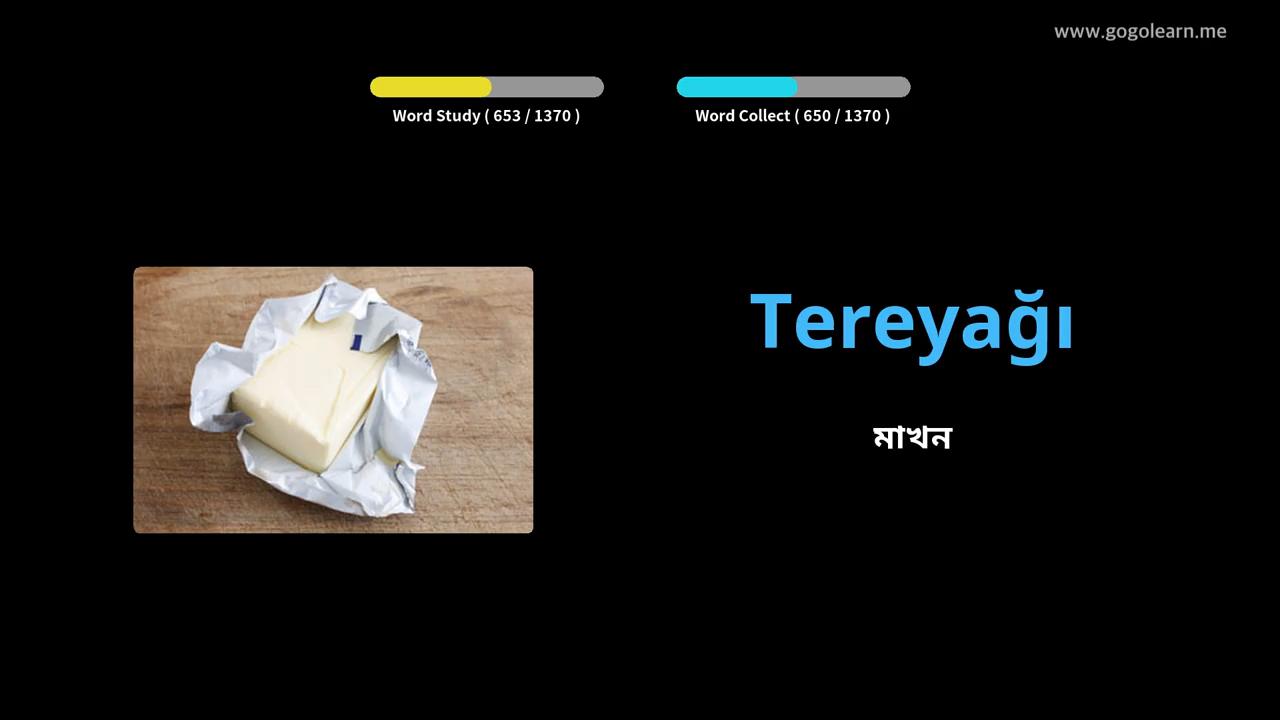 www.gogolearn.me
Word Study ( 653 / 1370 )
Word Collect ( 650 / 1370 )
Tereyağı
মাখন